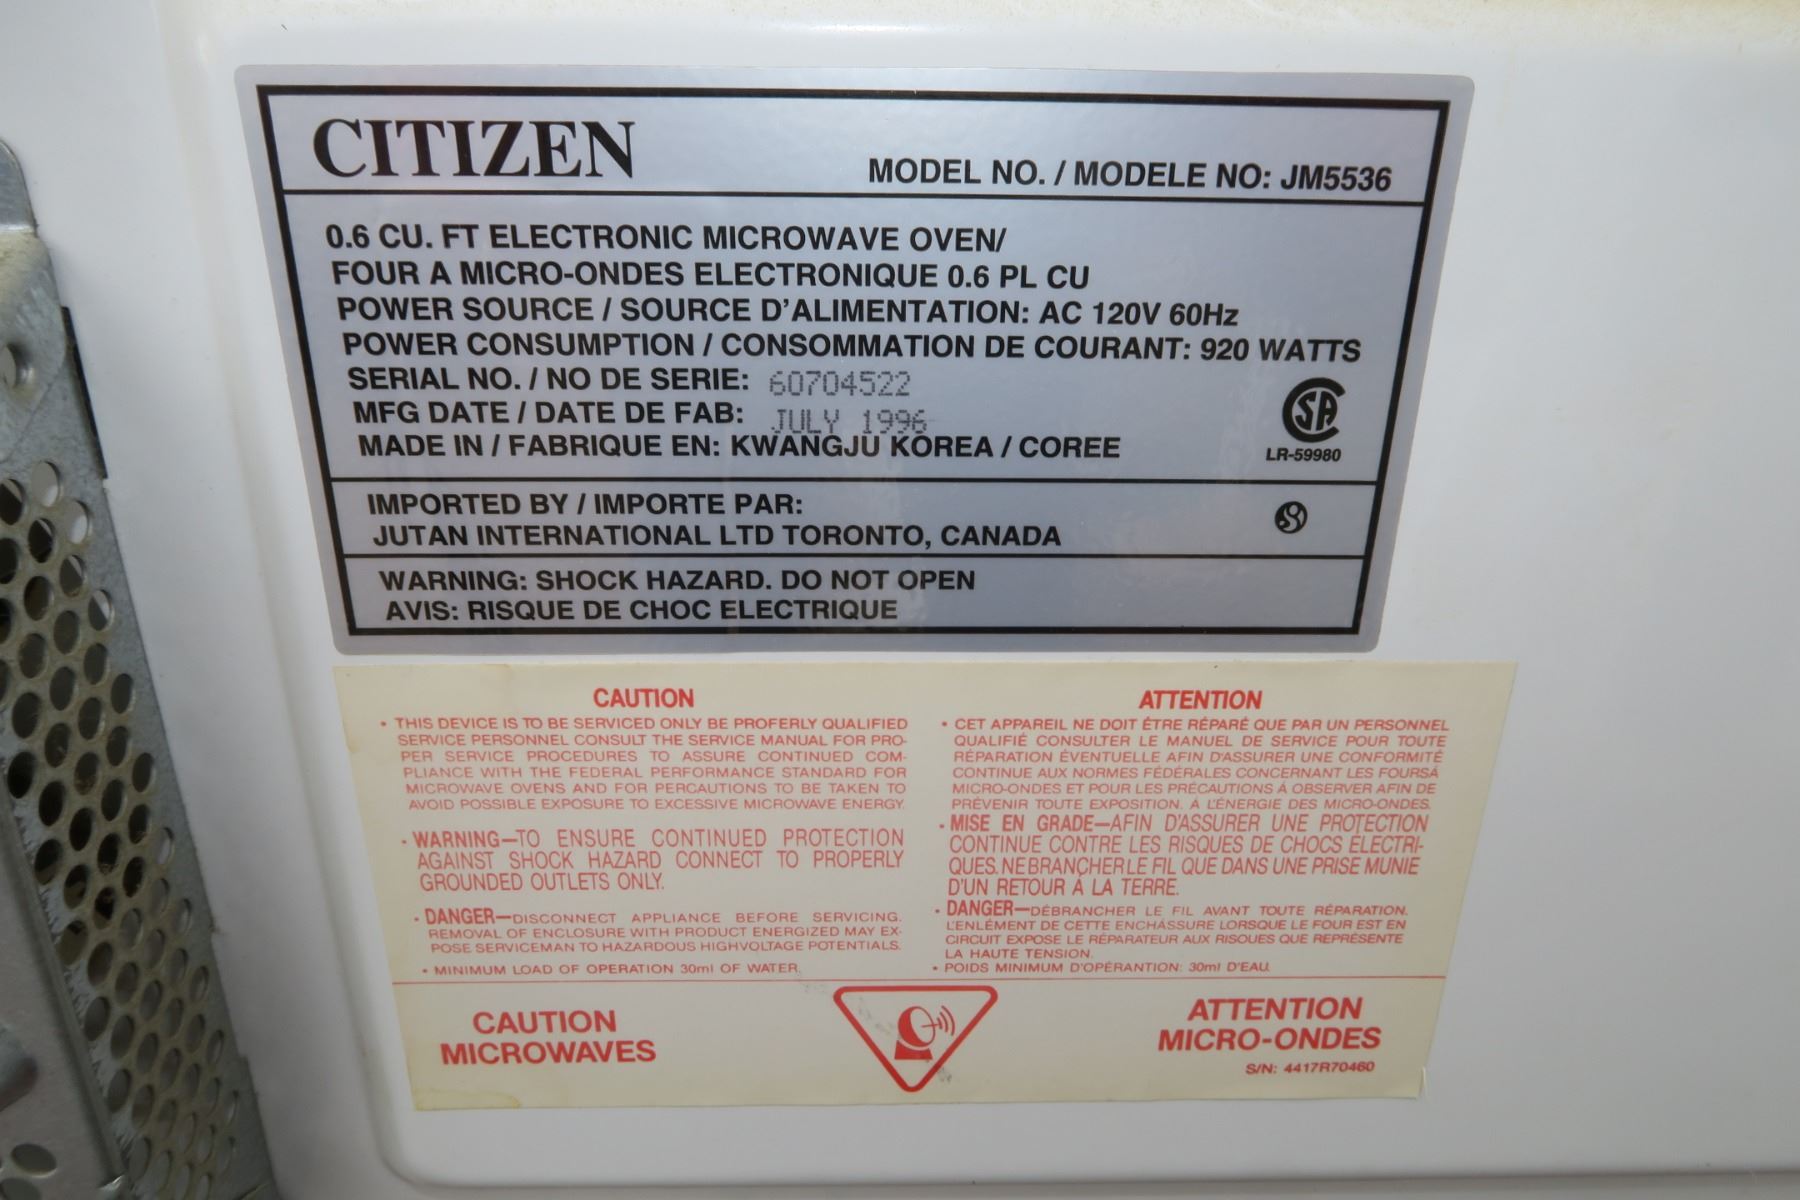 CITIZEN
MODEL NO. / MODELE NO: JM5536
0.6 CU. FT ELECTRONIC MICROWAVE OVEN/
FOUR A MICRO-ONDES ELECTRONIQUE 0.6 PL CU
POWER SOURCE / SOURCE D'ALIMENTATION: AC 120V 60Hz
POWER CONSUMPTION / CONSOMMATION DE COURANT: 920 WATTS
SERIAL NO. / NO DE SERIE: 60704522
MFG DATE / DATE DE FAB: JULY 1996
MADE IN / FABRIQUE EN: KWANGJU KOREA / COREE
SA
LR-59980
IMPORTED BY / IMPORTE PAR:
JUTAN INTERNATIONAL LTD TORONTO, CANADA
WARNING: SHOCK HAZARD. DO NOT OPEN
AVIS: RISQUE DE CHOC ELECTRIQUE
CAUTION
• THIS DEVICE IS TO BE SERVICED ONLY BE PROFERLY QUALIFIED
SERVICE PERSONNEL CONSULT THE SERVICE MANUAL FOR PRO-
PER SERVICE PROCEDURES TO ASSURE CONTINUED COM-
PLIANCE WITH THE FEDERAL PERFORMANCE STANDARD FOR
MICROWAVE OVENS AND FOR PERCAUTIONS TO BE TAKEN TO
AVOID POSSIBLE EXPOSURE TO EXCESSIVE MICROWAVE ENERGY.
• WARNING—TO ENSURE CONTINUED PROTECTION
AGAINST SHOCK HAZARD CONNECT TO PROPERLY
GROUNDED OUTLETS ONLY.
• DANGER—DISCONNECT APPLIANCE BEFORE SERVICING.
REMOVAL OF ENCLOSURE WITH PRODUCT ENERGIZED MAY EX-
POSE SERVICEMAN TO HAZARDOUS HIGHVOLTAGE POTENTIALS.
• MINIMUM LOAD OF OPERATION 30ml OF WATER.
ATTENTION
• CET APPAREIL NE DOIT ÊTRE RÉPARÉ QUE PAR UN PERSONNEL
QUALIFIÉ CONSULTER LE MANUEL DE SERVICE POUR TOUTE
RÉPARATION ÉVENTUELLE AFIN D'ASSURER UNE CONFORMITÉ
CONTINUE AUX NORMES FÉDÉRALES CONCERNANT LES FOURSÁ
MICRO-ONDES ET POUR LES PRÉCAUTIONS Á OBSERVER AFIN DE
PRÉVENIR TOUTE EXPOSITION. Á L'ÉNERGIE DES MICRO-ONDES.
• MISE EN GRADE—AFIN D'ASSURER UNE PROTECTION
CONTINUE CONTRE LES RISQUES DE CHOCS ÉLECTRI-
QUES. NE BRANCHER LE FIL QUE DANS UNE PRISE MUNIE
D'UN RETOUR Á LA TERRE.
• DANGER—DÉBRANCHER LE FIL AVANT TOUTE RÉPARATION.
L'ENLÉMENT DE CETTE ENCHÁSSURE LORSQUE LE FOUR EST EN
CIRCUIT EXPOSE LE RÉPARATEUR AUX RISOUES QUE REPRÉSENTE
LA HAUTE TENSION.
• POIDS MINIMUM D'OPÉRANTION: 30ml D'EAU.
CAUTION
MICROWAVES
ATTENTION
MICRO-ONDES
S/N: 4417R70460